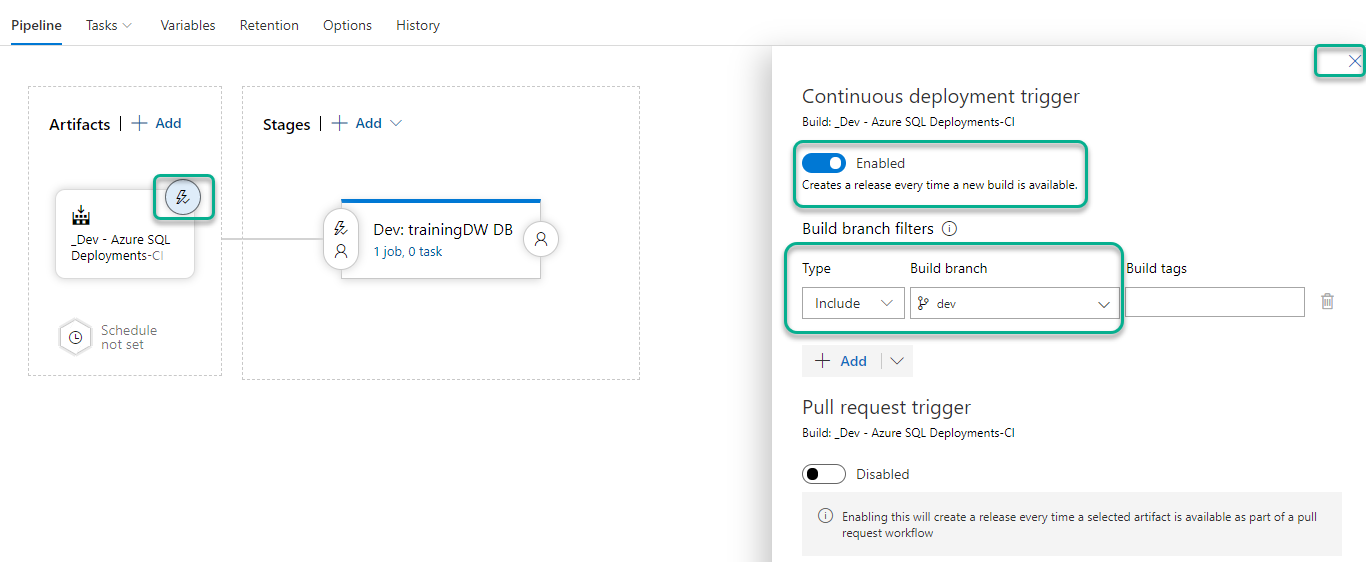 Pipeline Tasks Variables Retention Options History
Artifacts | Add
_Dev - Azure SQL
Deployments-CI
Schedule
not set
Stages | Add
Dev: trainingDW DB
1 job, 0 task
Continuous deployment trigger
Build: _Dev - Azure SQL Deployments-CI
Enabled
Creates a release every time a new build is available.
Build branch filters
Type Build branch Build tags
Include dev
Add
Pull request trigger
Build: _Dev - Azure SQL Deployments-CI
Disabled
Enabling this will create a release every time a selected artifact is available as part of a pull
request workflow